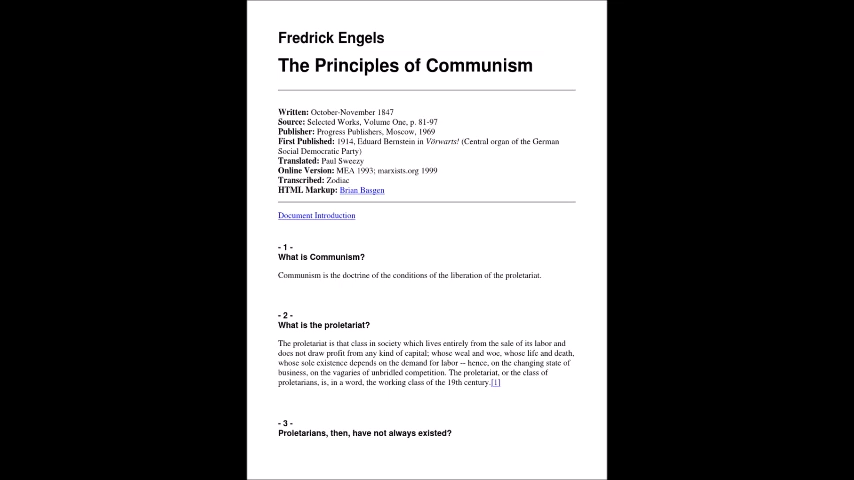 Fredrick Engels
The Principles of Communism
Written: October-November 1847
Source: Selected Works, Volume One, p. 81-97
Publisher: Progress Publishers, Moscow, 1969
First Published: 1914, Eduard Bernstein in Vorwarts! (Central organ of the German
Social Democratic Party)
Translated: Paul Sweezy
Online Version: MEA 1993; marxists.org 1999
Transcribed: Zodiac
HTML Markup: Brian Basgen
Document Introduction
- 1 -
What is Communism?
Communism is the doctrine of the conditions of the liberation of the proletariat.
- 2 -
What is the proletariat?
The proletariat is that class in society which lives entirely from the sale of its labor and
does not draw profit from any kind of capital; whose weal and woe, whose life and death,
whose sole existence depends on the demand for labor -- hence, on the changing state of
business, on the vagaries of unbridled competition. The proletariat, or the class of
proletarians, is, in a word, the working class of the 19th century.[1]
- 3 -
Proletarians, then, have not always existed?